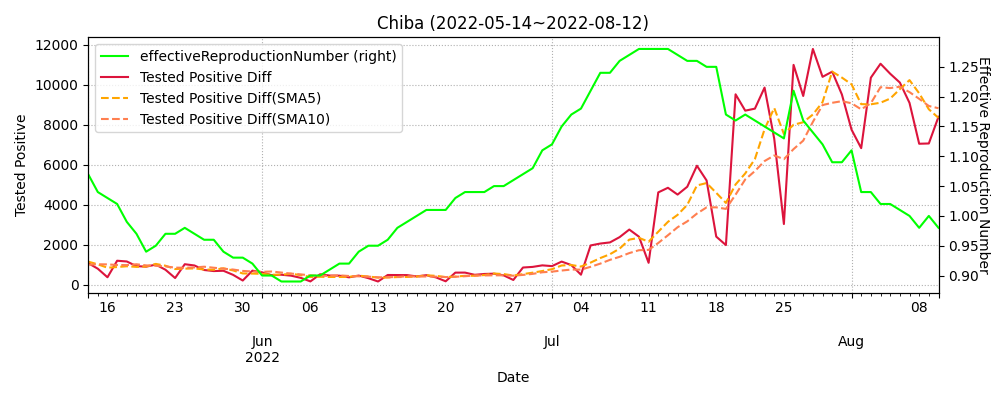 Chiba (2022-05-14~2022-08-12)
effectiveReproductionNumber (right)
Tested Positive Diff
Tested Positive Diff(SMA5)
Tested Positive Diff(SMA10)
Tested Positive
12000
10000
8000
6000
4000
2000
0
1.25
1.20
1.15
1.10
1.05
1.00
0.95
0.90
Effective Reproduction Number
16 23 30 06 13 20 27 04 11 18 25 08
Jun Jul Aug
2022
Date